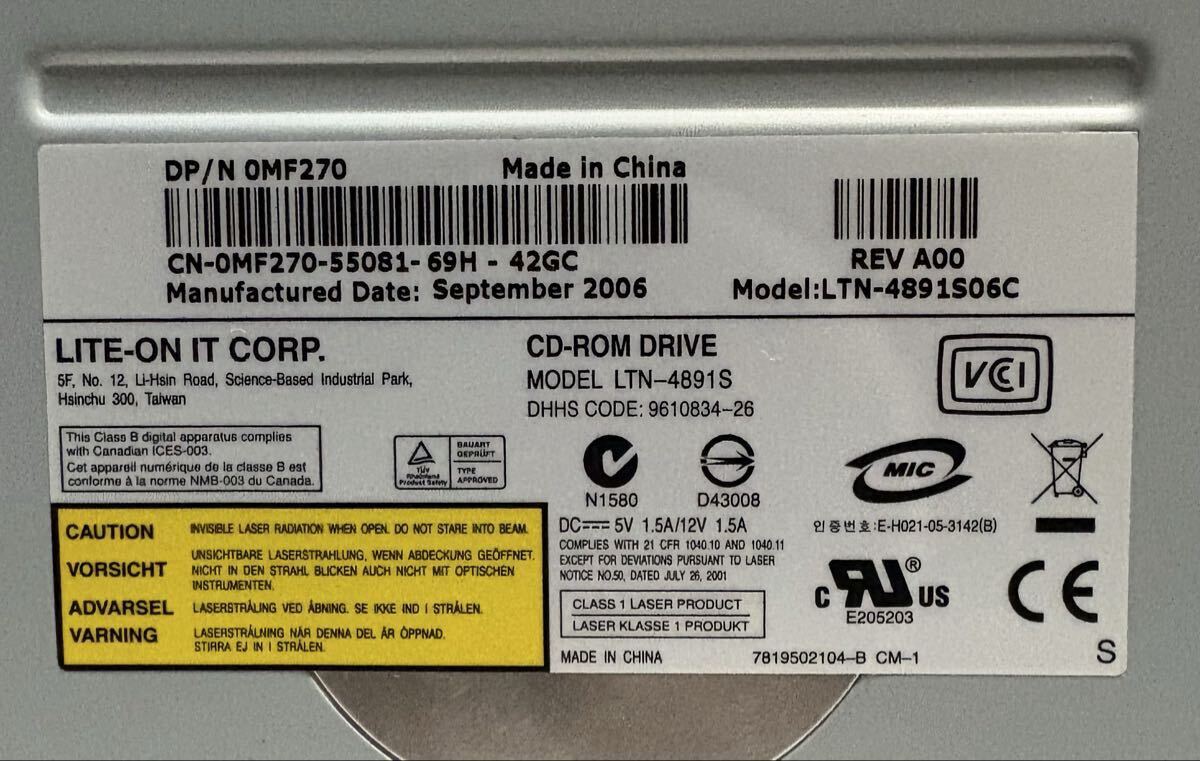 DP/N 0MF270 Made in China
CN-0MF270-55081-69H - 42GC
REV A00
Manufactured Date: September 2006
Model:LTN-4891S06C
LITE-ON IT CORP.
5F, No. 12, Li-Hsin Road, Science-Based Industrial Park,
Hsinchu 300, Taiwan
CD-ROM DRIVE
MODEL LTN-4891S
DHHS CODE: 9610834-26
VCCI
This Class B digital apparatus complies
with Canadian ICES-003.
Cet appareil numérique de la classe B est
conforme à la norme NMB-003 du Canada.
TÜV
Rheinland
Product Safety
BAUART
GEPRÜFT
TYPE
APPROVED
N1580
D43008
MIC
DC 5V 1.5A/12V 1.5A
COMPLIES WITH 21 CFR 1040.10 AND 1040.11
EXCEPT FOR DEVIATIONS PURSUANT TO LASER
NOTICE NO.50, DATED JULY 26, 2001
인증번호:E-H021-05-3142(B)
CLASS 1 LASER PRODUCT
LASER KLASSE 1 PRODUKT
C RU ® US
E205203
CE
CAUTION INVISIBLE LASER RADIATION WHEN OPEN. DO NOT STARE INTO BEAM.
VORSICHT UNSICHTBARE LASERSTRAHLUNG, WENN ABDECKUNG GEÖFFNET.
NICHT IN DEN STRAHL BLICKEN AUCH NICHT MIT OPTISCHEN
INSTRUMENTEN.
ADVARSEL LASERSTRÅLING VED ÅBNING. SE IKKE IND I STRÅLEN.
VARNING LASERSTRÅLNING NÄR DENNA DEL ÄR ÖPPNAD.
STIRRA EJ IN I STRÅLEN.
MADE IN CHINA
7819502104-B CM-1
S